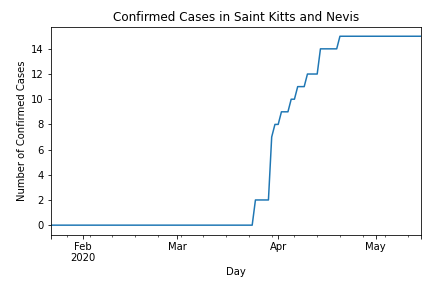 Confirmed Cases in Saint Kitts and Nevis
Number of Confirmed Cases
14
12
10
8
6
4
2
0
Feb Mar Apr May
2020
Day